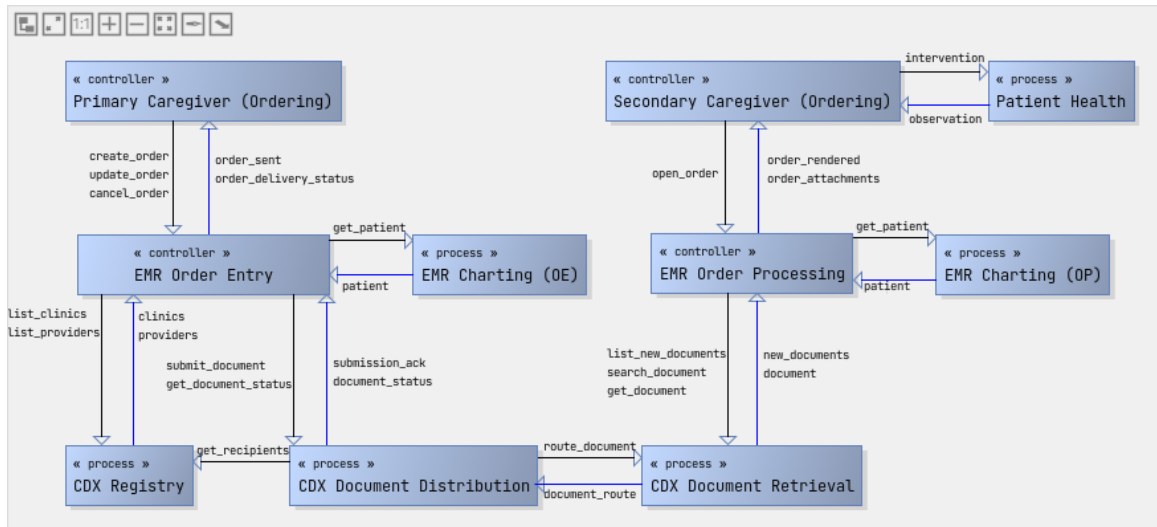 1:1
« controller »
Primary Caregiver (Ordering)
« controller »
Secondary Caregiver (Ordering)
intervention
« process »
Patient Health
observation
create_order
update_order
cancel_order
order_sent
order_delivery_status
open_order
order_rendered
order_attachments
« controller »
EMR Order Entry
get_patient
« process »
EMR Charting (OE)
patient
« controller »
EMR Order Processing
get_patient
« process »
EMR Charting (OP)
patient
list_clinics
list_providers
clinics
providers
submit_document
get_document_status
submission_ack
document_status
list_new_documents
search_document
get_document
new_documents
document
« process »
CDX Registry
get_recipients
« process »
CDX Document Distribution
route_document
document_route
« process »
CDX Document Retrieval